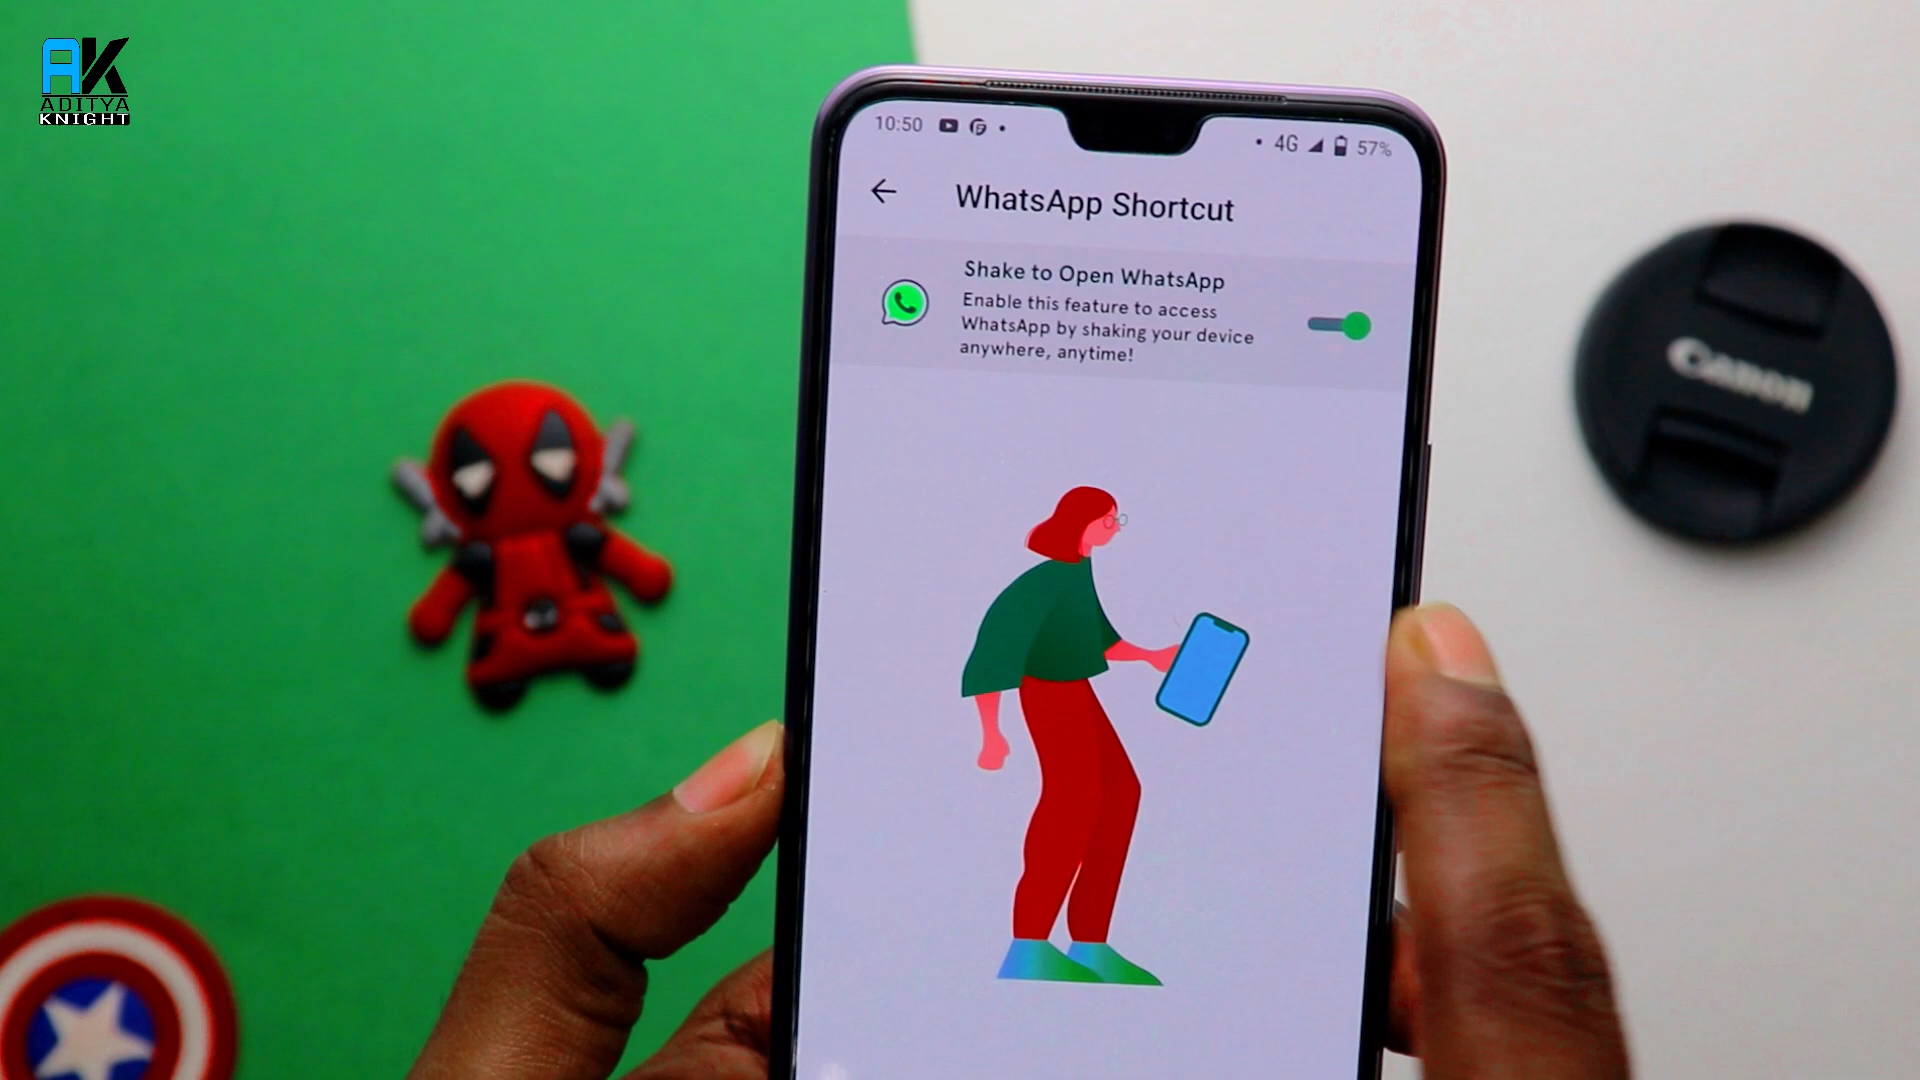 AK
ADITYA
KNIGHT
10:50
4G
57%
WhatsApp Shortcut
Shake to Open WhatsApp
Enable this feature to access
WhatsApp by shaking your device
anywhere, anytime!
Canon